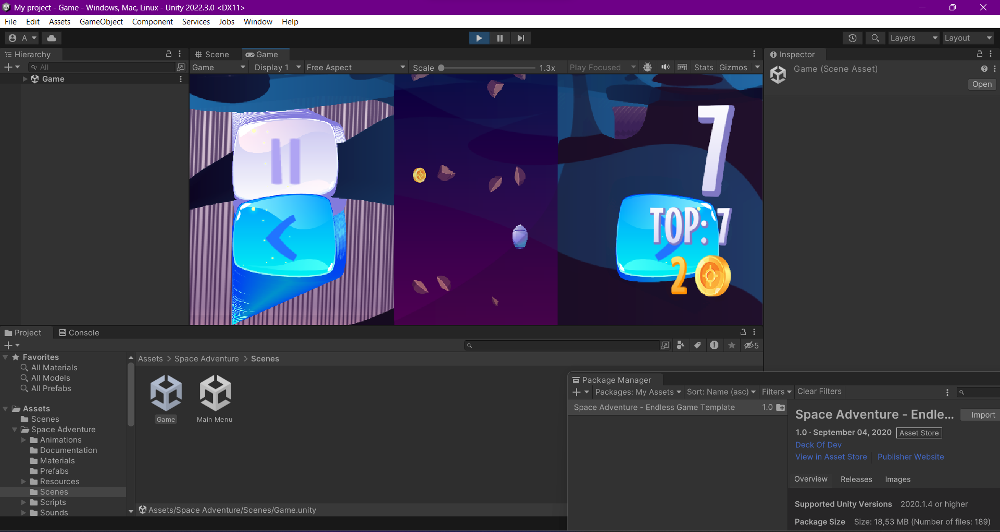 My project - Game - Windows, Mac, Linux - Unity 2022.3.0 <DX11>
File Edit Assets GameObject Component Services Jobs Window Help
A Layers Layout
Hierarchy
All
Game
Scene Game
Game Display 1 Free Aspect Scale 1.3x Play Focused Stats Gizmos
7
TOP: 7
2
Inspector
Game (Scene Asset)
Open
Project Console
5
Favorites
All Materials
All Models
All Prefabs
Assets
Scenes
Space Adventure
Animations
Documentation
Materials
Prefabs
Resources
Scenes
Scripts
Sounds
Assets > Space Adventure > Scenes
Game
Main Menu
Assets/Space Adventure/Scenes/Game.unity
Package Manager
Packages: My Assets Sort: Name (asc) Filters Clear Filters
Space Adventure - Endless Game Template 1.0
Space Adventure - Endle... Import
1.0 · September 04, 2020 Asset Store
Deck Of Dev
View in Asset Store Publisher Website
Overview Releases Images
Supported Unity Versions 2020.1.4 or higher
Package Size Size: 18,53 MB (Number of files: 189)